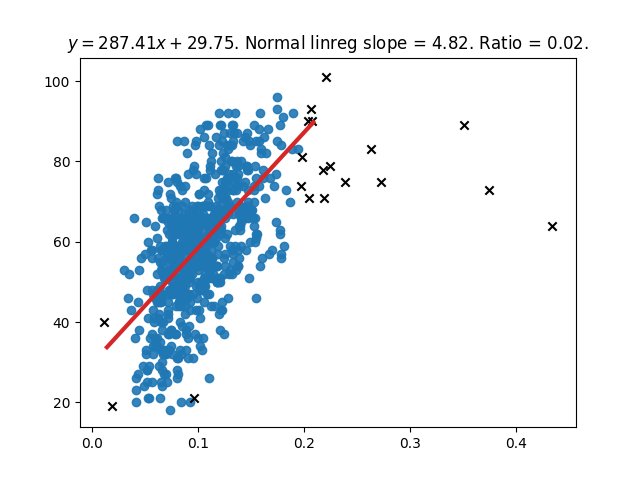 y = 287.41x + 29.75. Normal linreg slope = 4.82. Ratio = 0.02.
100
80
60
40
20
0.0 0.1 0.2 0.3 0.4